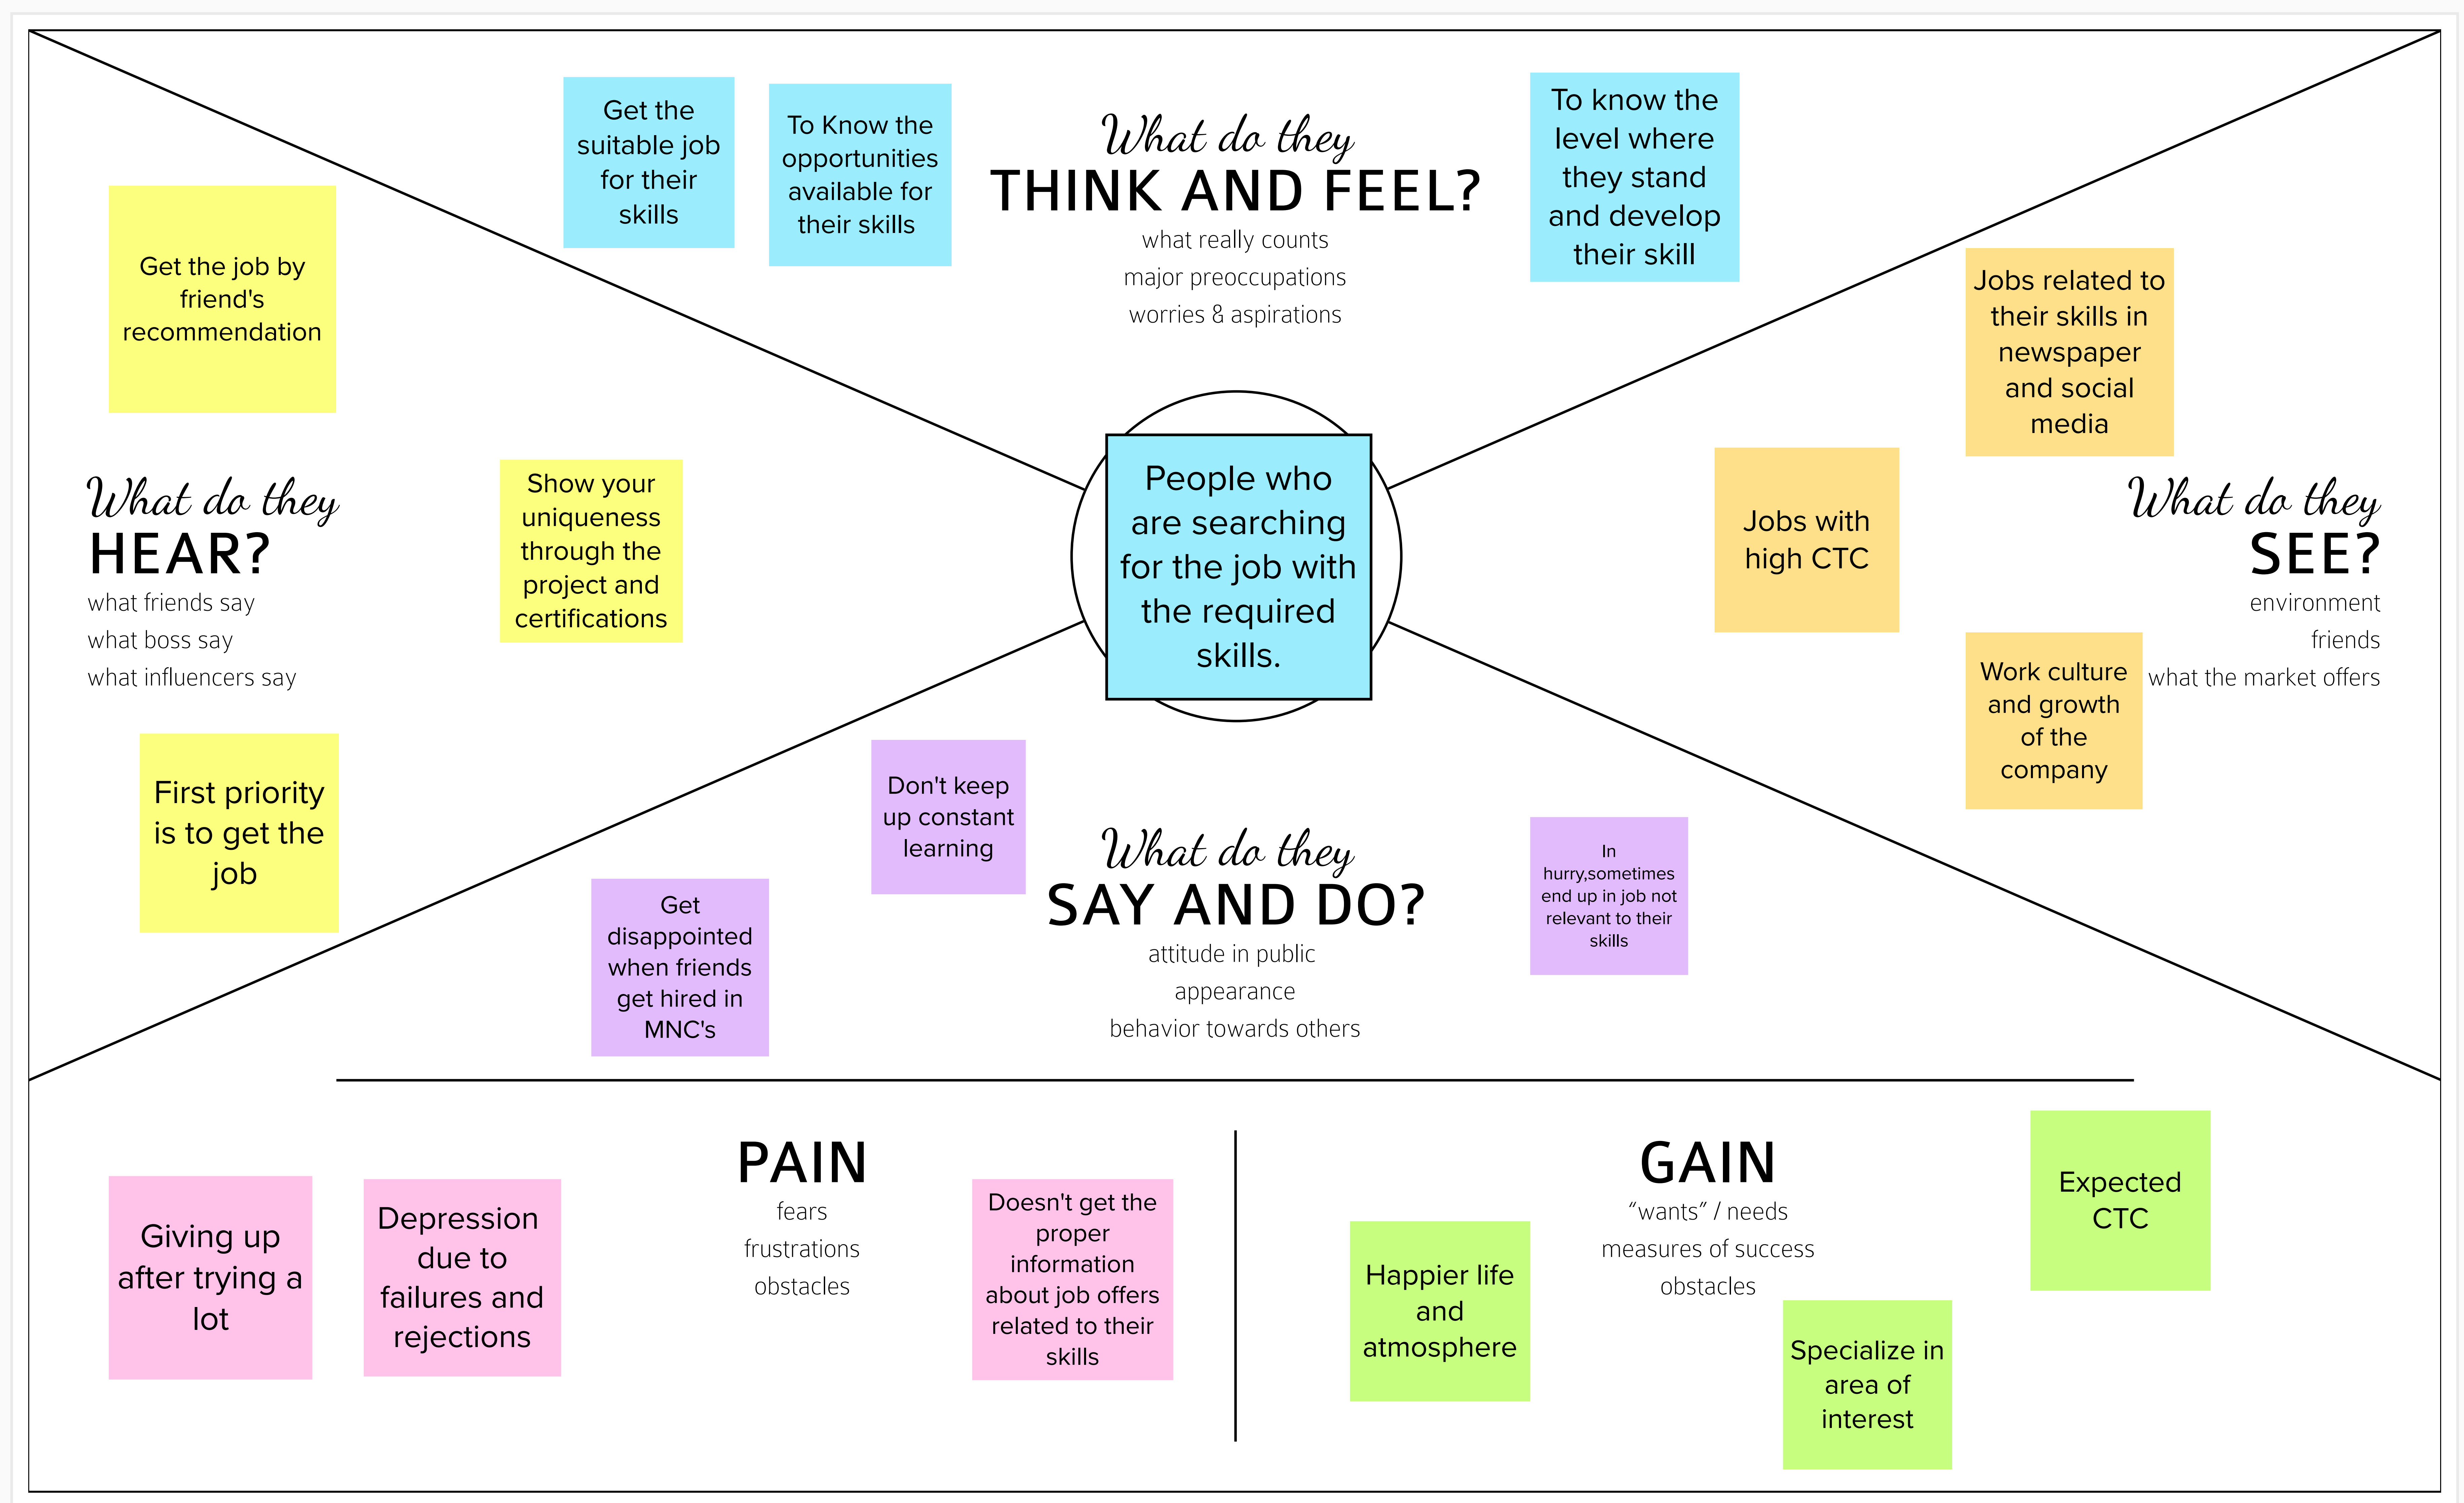 Get the
suitable job
for their
skills
To Know the
opportunities
available for
their skills
What do they
THINK AND FEEL?
what really counts
major preoccupations
worries & aspirations
To know the
level where
they stand
and develop
their skill
Get the job by
friend's
recommendation
What do they
HEAR?
what friends say
what boss say
what influencers say
Show your
uniqueness
through the
project and
certifications
First priority
is to get the
job
People who
are searching
for the job with
the required
skills.
Jobs related to
their skills in
newspaper
and social
media
Jobs with
high CTC
What do they
SEE?
environment
friends
what the market offers
Work culture
and growth
of the
company
Don't keep
up constant
learning
Get
disappointed
when friends
get hired in
MNC's
What do they
SAY AND DO?
attitude in public
appearance
behavior towards others
In
hurry,sometimes
end up in job not
relevant to their
skills
PAIN
fears
frustrations
obstacles
Giving up
after trying a
lot
Depression
due to
failures and
rejections
Doesn't get the
proper
information
about job offers
related to their
skills
GAIN
“wants” / needs
measures of success
obstacles
Happier life
and
atmosphere
Specialize in
area of
interest
Expected
CTC